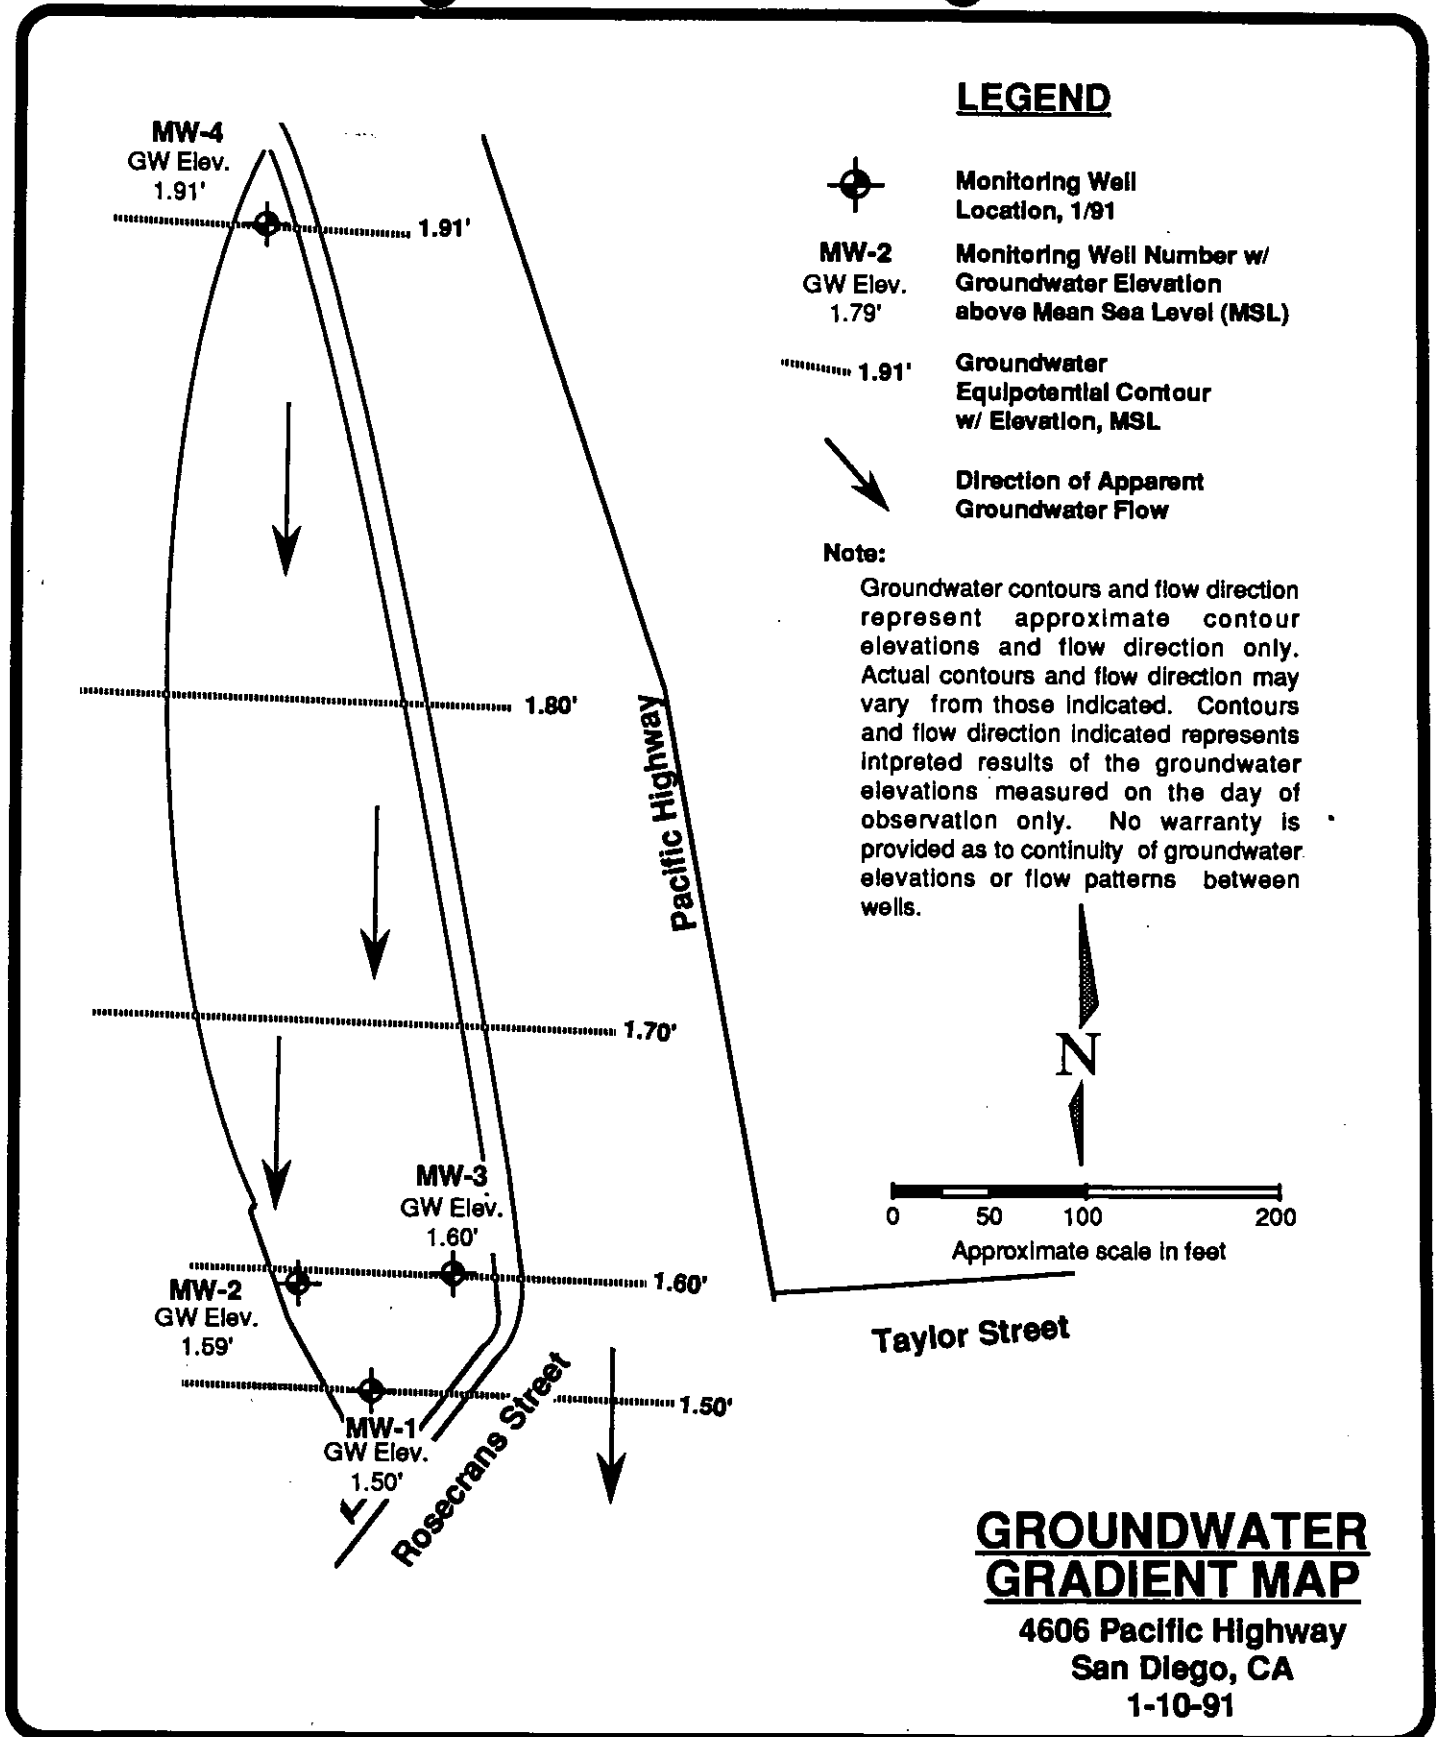 LEGEND
Monitoring Well
Location, 1/91
MW-2
GW Elev.
1.79'
Monitoring Well Number w/
Groundwater Elevation
above Mean Sea Level (MSL)
1.91'
Groundwater
Equipotential Contour
w/ Elevation, MSL
Direction of Apparent
Groundwater Flow
Note:
Groundwater contours and flow direction
represent approximate contour
elevations and flow direction only.
Actual contours and flow direction may
vary from those indicated. Contours
and flow direction indicated represents
intpreted results of the groundwater
elevations measured on the day of
observation only. No warranty is
provided as to continuity of groundwater
elevations or flow patterns between
wells.
MW-4
GW Elev.
1.91'
1.91'
1.80'
Pacific Highway
1.70'
N
MW-3
GW Elev.
1.60'
1.60'
MW-2
GW Elev.
1.59'
0 50 100 200
Approximate scale in feet
Taylor Street
1.50'
MW-1
GW Elev.
1.50'
Rosecrans Street
GROUNDWATER
GRADIENT MAP
4606 Pacific Highway
San Diego, CA
1-10-91